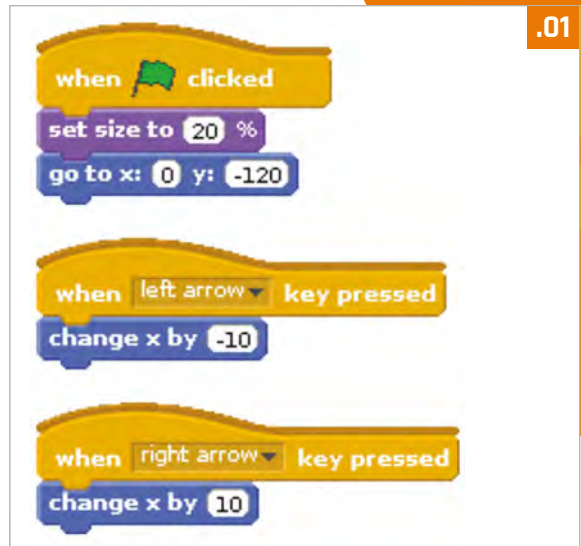 .01
when clicked
set size to 20 %
go to x: 0 y: -120
when left arrow key pressed
change x by -10
when right arrow key pressed
change x by 10